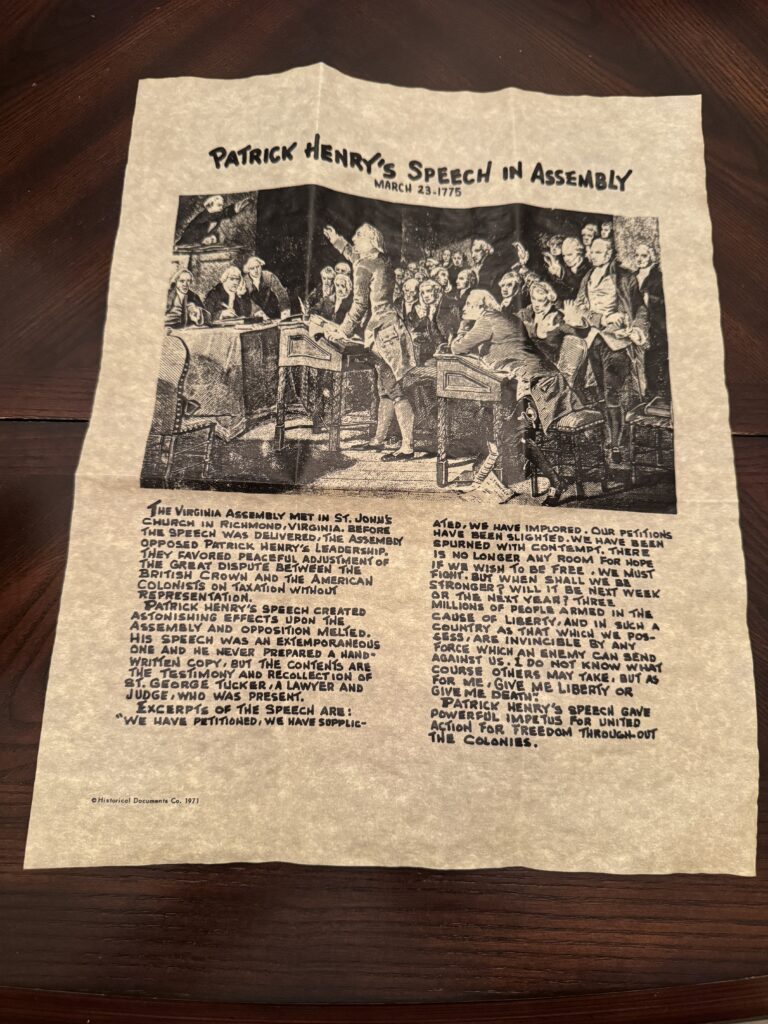 PATRICK HENRY'S SPEECH IN ASSEMBLY
MARCH 23-1775
THE VIRGINIA ASSEMBLY MET IN ST. JOHN'S
CHURCH IN RICHMOND, VIRGINIA. BEFORE
THE SPEECH WAS DELIVERED, THE ASSEMBLY
OPPOSED PATRICK HENRY'S LEADERSHIP.
THEY FAVORED PEACEFUL ADJUSTMENT OF
THE GREAT DISPUTE BETWEEN THE
BRITISH CROWN AND THE AMERICAN
COLONISTS ON TAXATION WITHOUT
REPRESENTATION.
PATRICK HENRY'S SPEECH CREATED
ASTONISHING EFFECTS UPON THE
ASSEMBLY AND OPPOSITION MELTED.
HIS SPEECH WAS AN EXTEMPORANEOUS
ONE AND HE NEVER PREPARED A HAND-
WRITTEN COPY, BUT THE CONTENTS ARE
THE TESTIMONY AND RECOLLECTION OF
ST. GEORGE TUCKER, A LAWYER AND
JUDGE, WHO WAS PRESENT.
EXCERPTS OF THE SPEECH ARE:
"WE HAVE PETITIONED, WE HAVE SUPPLIC-
ATED, WE HAVE IMPLORED. OUR PETITIONS
HAVE BEEN SLIGHTED. WE HAVE BEEN
SPURNED WITH CONTEMPT. THERE
IS NO LONGER ANY ROOM FOR HOPE
IF WE WISH TO BE FREE. WE MUST
FIGHT. BUT WHEN SHALL WE BE
STRONGER? WILL IT BE NEXT WEEK
OR THE NEXT YEAR? THREE
MILLIONS OF PEOPLE ARMED IN THE
CAUSE OF LIBERTY, AND IN SUCH A
COUNTRY AS THAT WHICH WE POS-
CESS, ARE INVINCIBLE BY ANY
FORCE WHICH AN ENEMY CAN SEND
AGAINST US. I DO NOT KNOW WHAT
COURSE OTHERS MAY TAKE, BUT AS
FOR ME, GIVE ME LIBERTY OR
GIVE ME DEATH".
PATRICK HENRY'S SPEECH GAVE
POWERFUL IMPETUS FOR UNITED
ACTION FOR FREEDOM THROUGH-OUT
THE COLONIES.
© Historical Documents Co. 1971